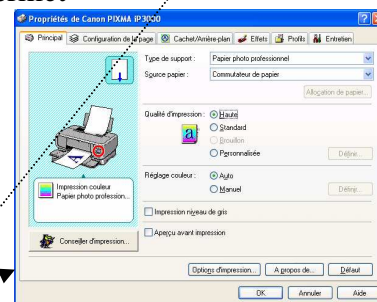 Propriétés de Canon PIXMA iP3000
Principal
Configuration de la page
Cachet/Arrière-plan
Effets
Profils
Entretien
Type de support :
Papier photo professionnel
Source papier :
Commutateur de papier
Allocation de papier...
Qualité d'impression :
Haute
Standard
Brouillon
Personnalisée
Définir...
Réglage couleur :
Auto
Manuel
Définir...
Impression couleur
Papier photo profession...
Impression niveau de gris
Aperçu avant impression
Conseiller d'impression...
Options d'impression...
A propos de...
Défaut
OK
Annuler
Aide